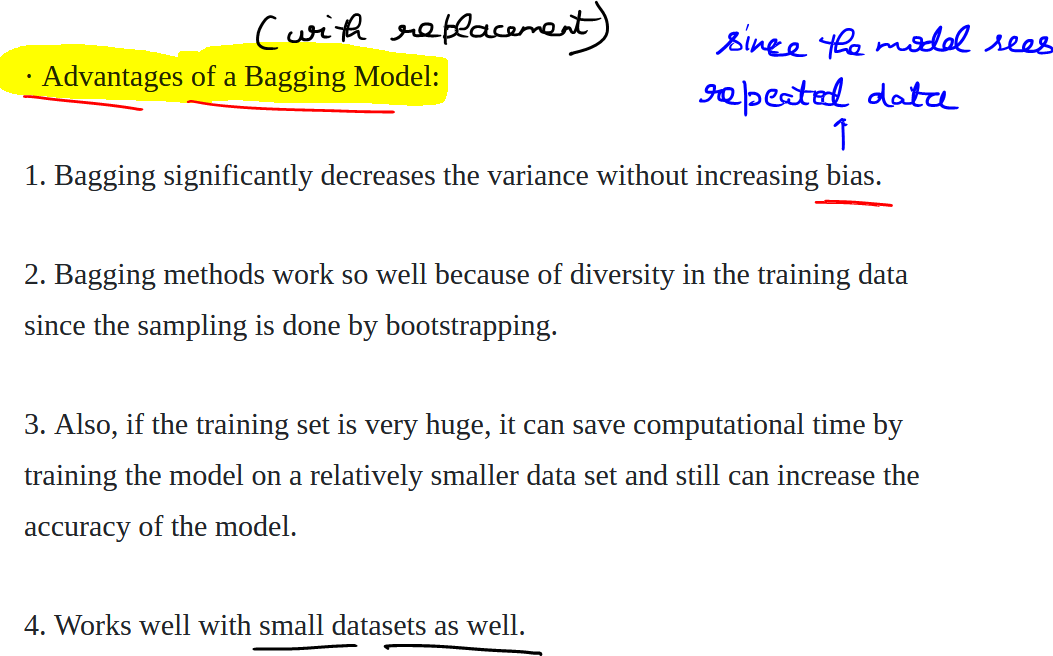 (with replacement)
since the model sees
repeated data
· Advantages of a Bagging Model:
1. Bagging significantly decreases the variance without increasing bias.
2. Bagging methods work so well because of diversity in the training data
since the sampling is done by bootstrapping.
3. Also, if the training set is very huge, it can save computational time by
training the model on a relatively smaller data set and still can increase the
accuracy of the model.
4. Works well with small datasets as well.